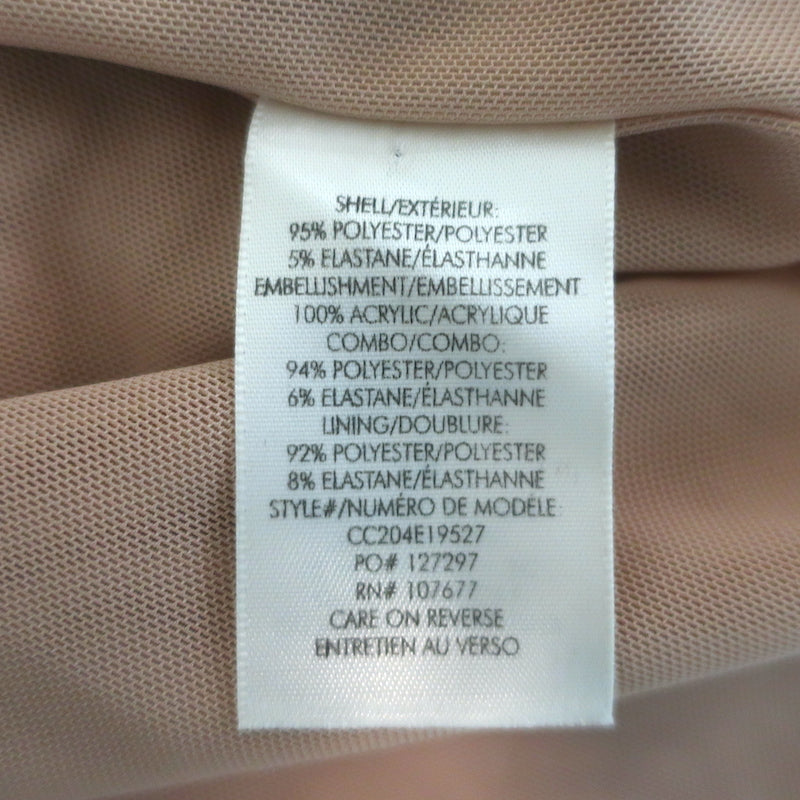 SHELL/EXTÉRIEUR:
95% POLYESTER/POLYESTER
5% ELASTANE/ÉLASTHANNE
EMBELLISHMENT/EMBELLISSEMENT
100% ACRYLIC/ACRYLIQUE
COMBO/COMBO:
94% POLYESTER/POLYESTER
6% ELASTANE/ÉLASTHANNE
LINING/DOUBLURE:
92% POLYESTER/POLYESTER
8% ELASTANE/ÉLASTHANNE
STYLE#/NUMÉRO DE MODÈLE:
CC204E19527
PO# 127297
RN# 107677
CARE ON REVERSE
ENTRETIEN AU VERSO